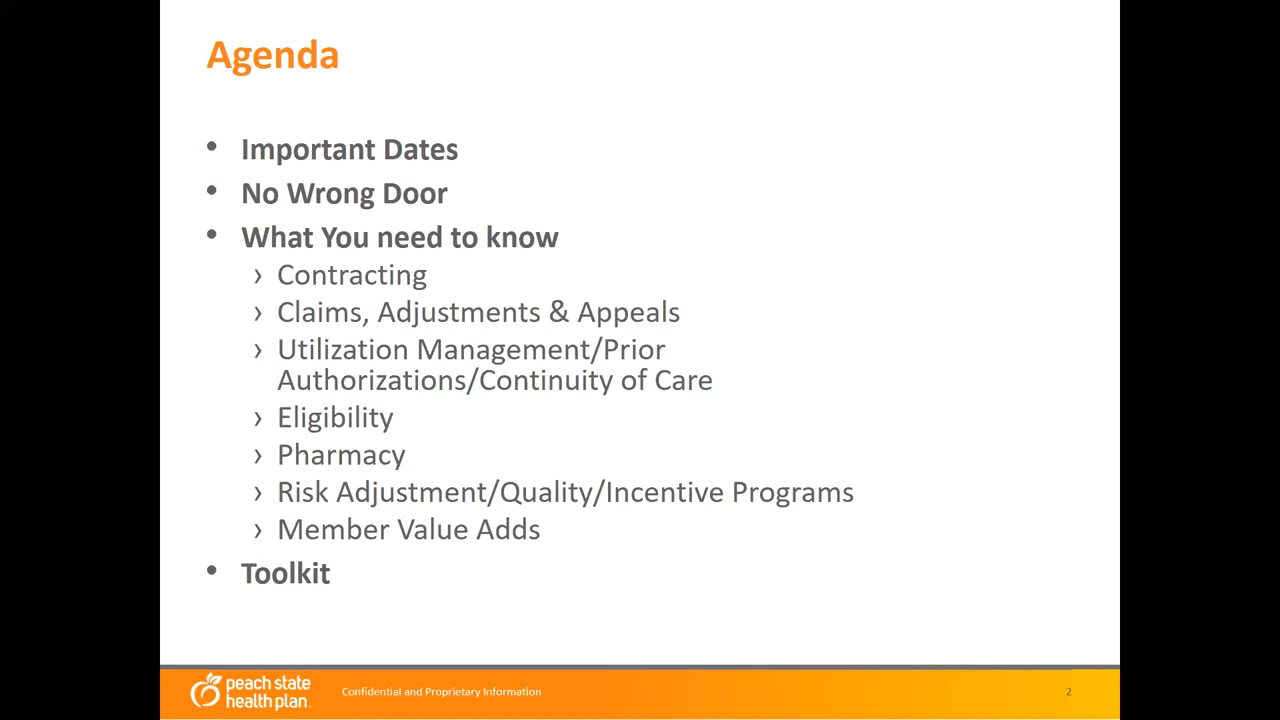 Agenda
• Important Dates
• No Wrong Door
• What You need to know
› Contracting
› Claims, Adjustments & Appeals
› Utilization Management/Prior
Authorizations/Continuity of Care
› Eligibility
› Pharmacy
› Risk Adjustment/Quality/Incentive Programs
› Member Value Adds
• Toolkit
peach state
health plan.
Confidential and Proprietary Information
2